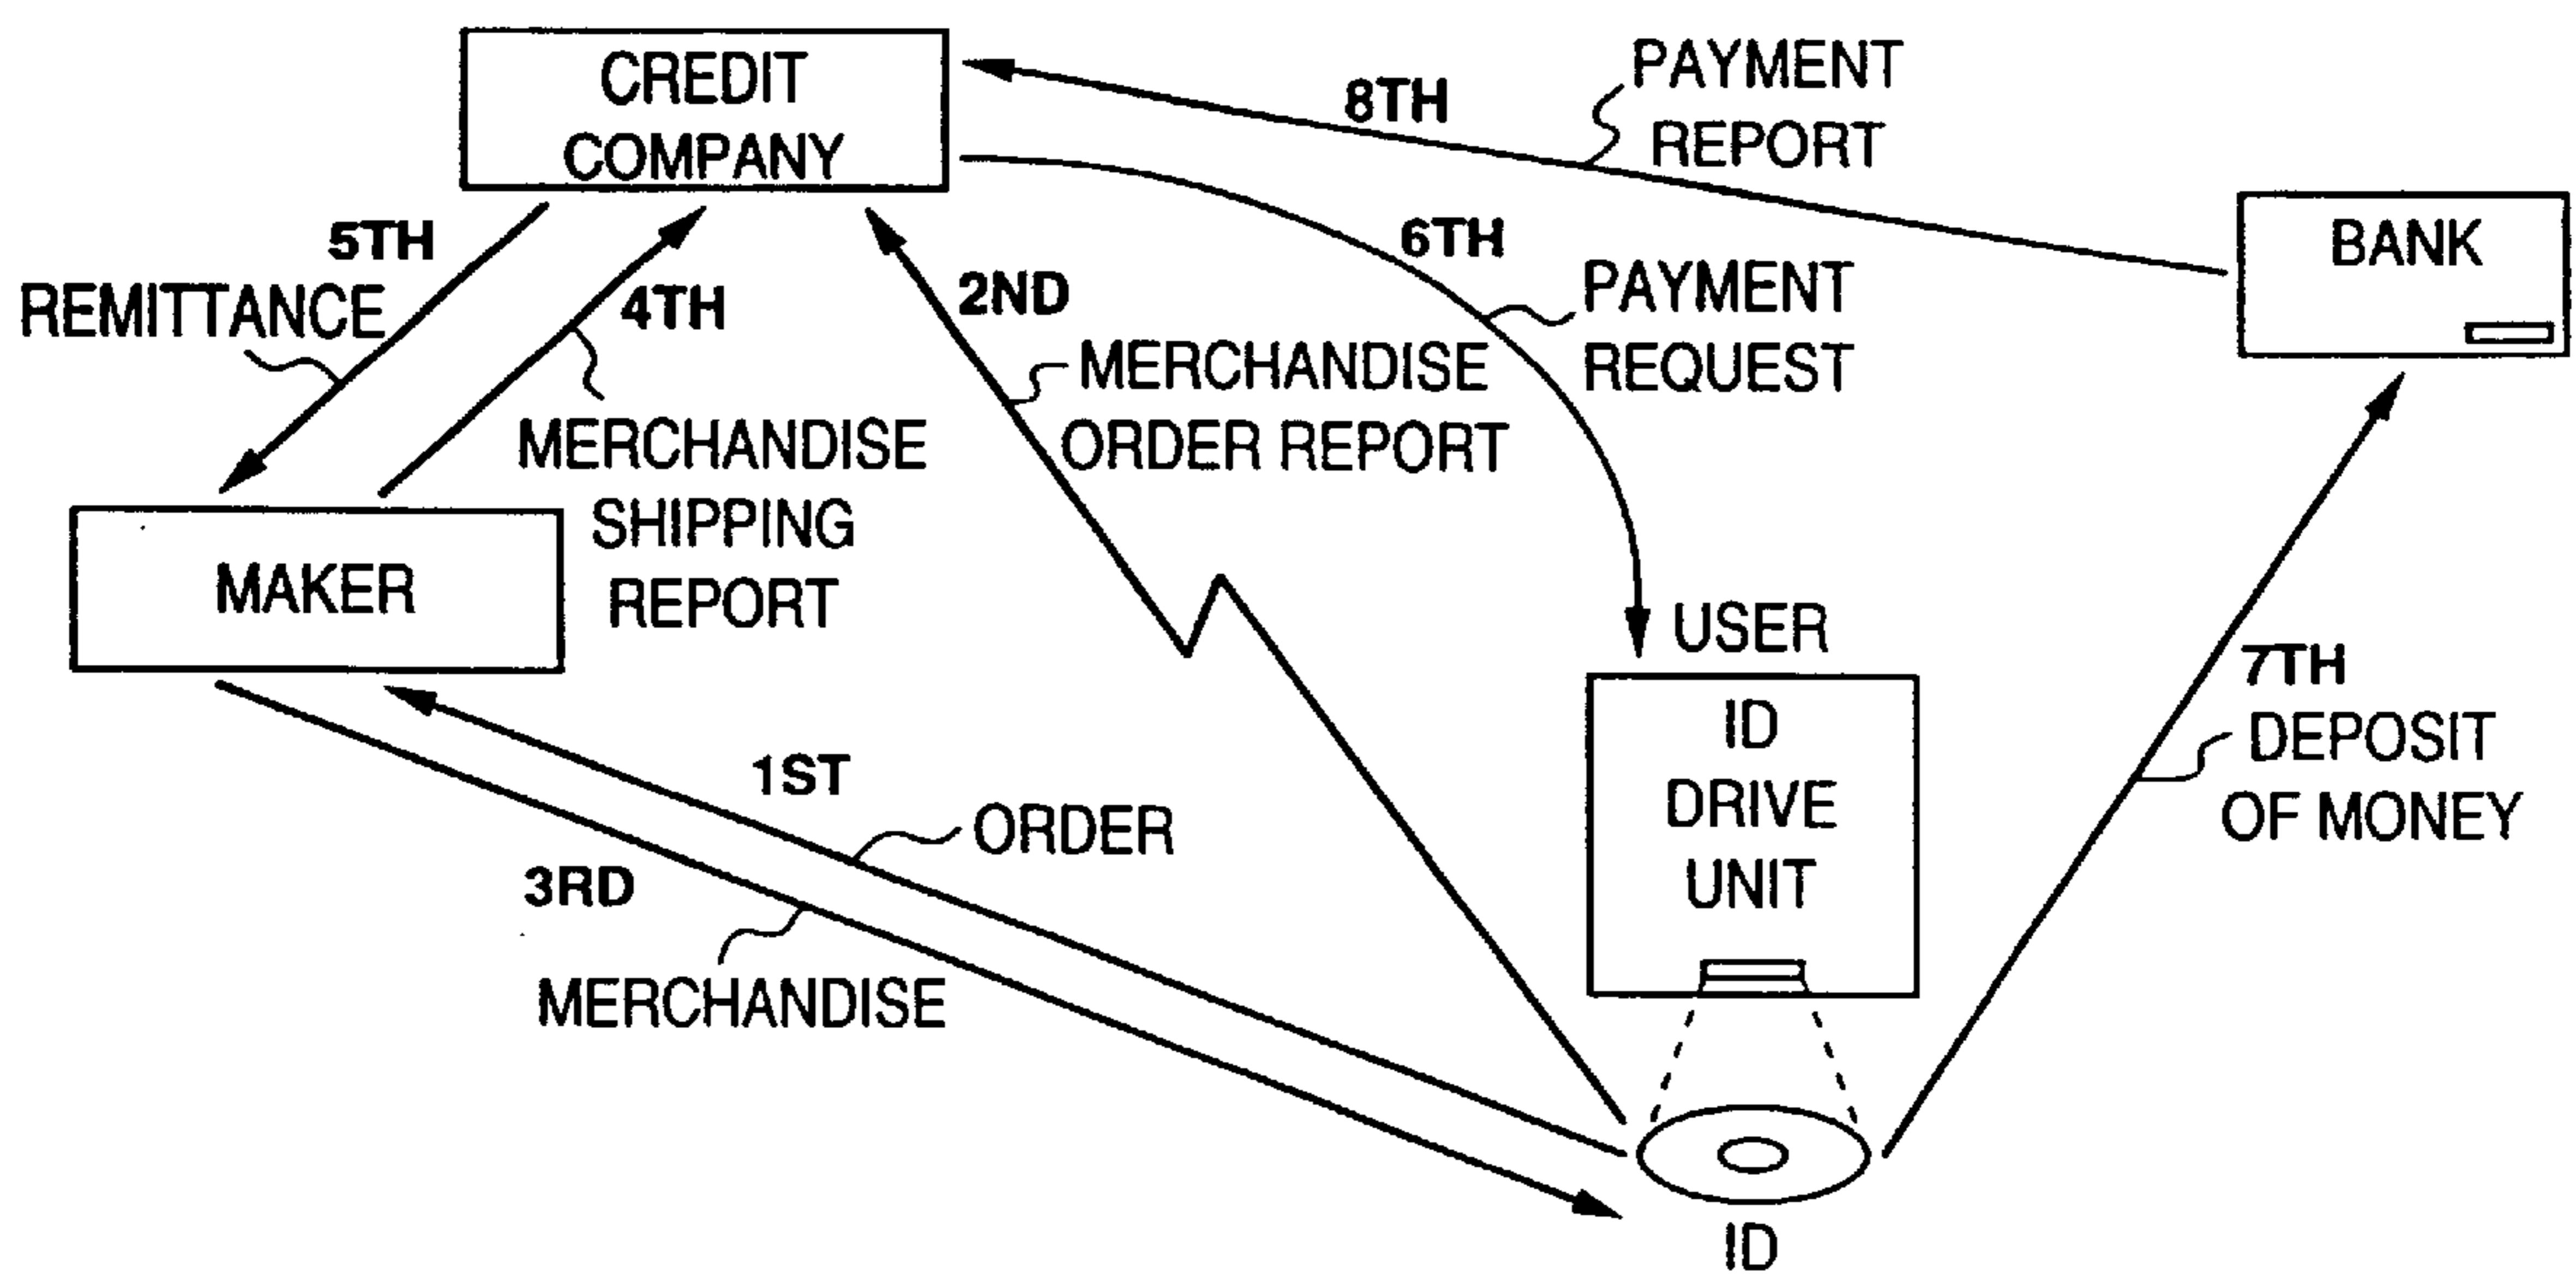 CREDIT
COMPANY
8TH
PAYMENT
REPORT
BANK
5TH
REMITTANCE
4TH
MERCHANDISE
SHIPPING
REPORT
2ND
MERCHANDISE
ORDER REPORT
6TH
PAYMENT
REQUEST
MAKER
USER
ID
DRIVE
UNIT
7TH
DEPOSIT
OF MONEY
1ST
ORDER
3RD
MERCHANDISE
ID